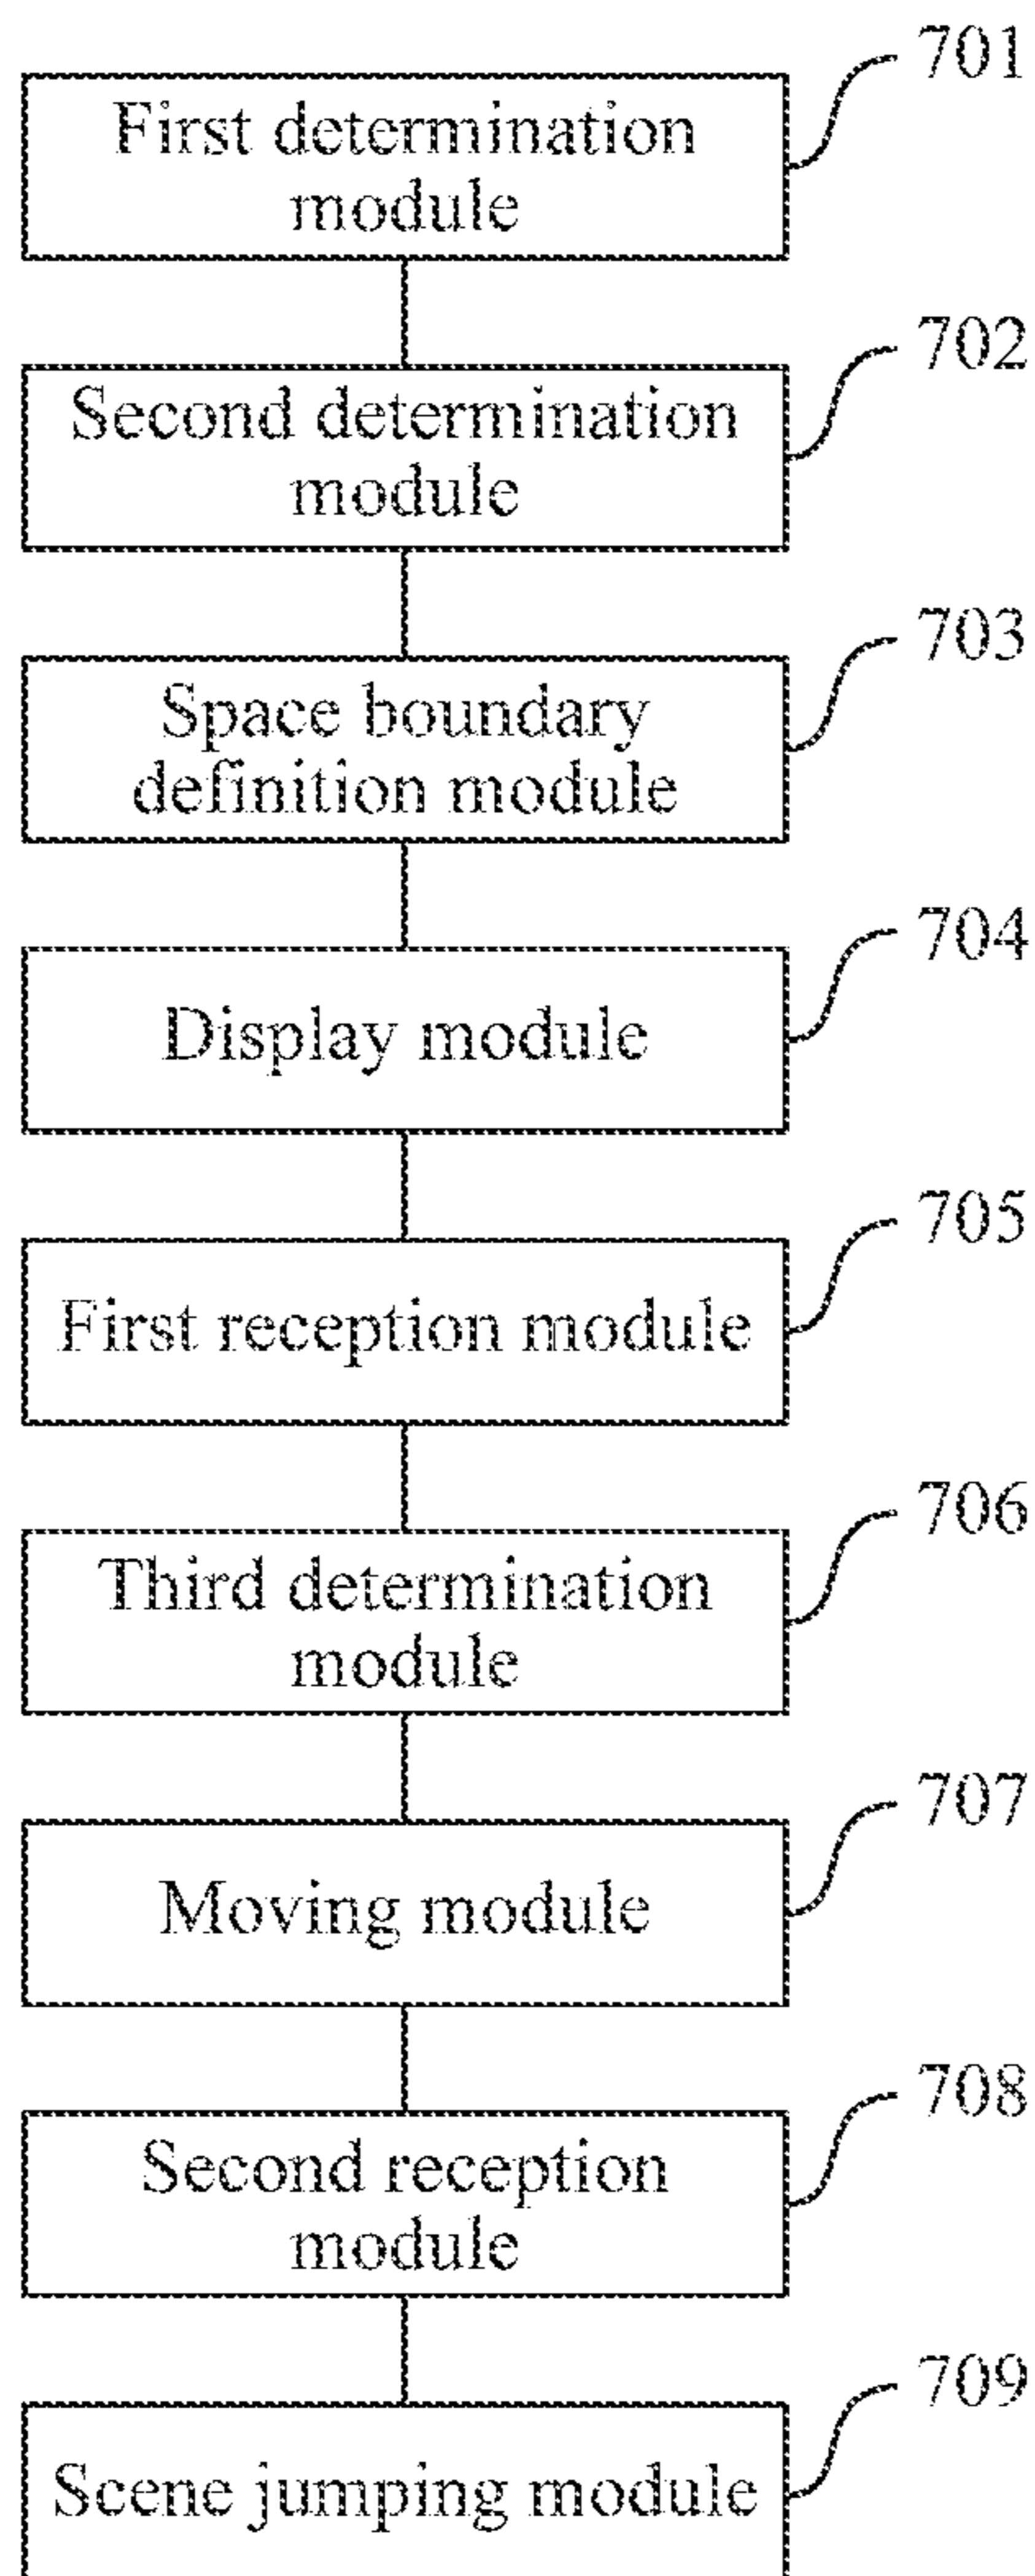 701
First determination
module
702
Second determination
module
703
Space boundary
definition module
704
Display module
705
First reception module
706
Third determination
module
707
Moving module
708
Second reception
module
709
Scene jumping module